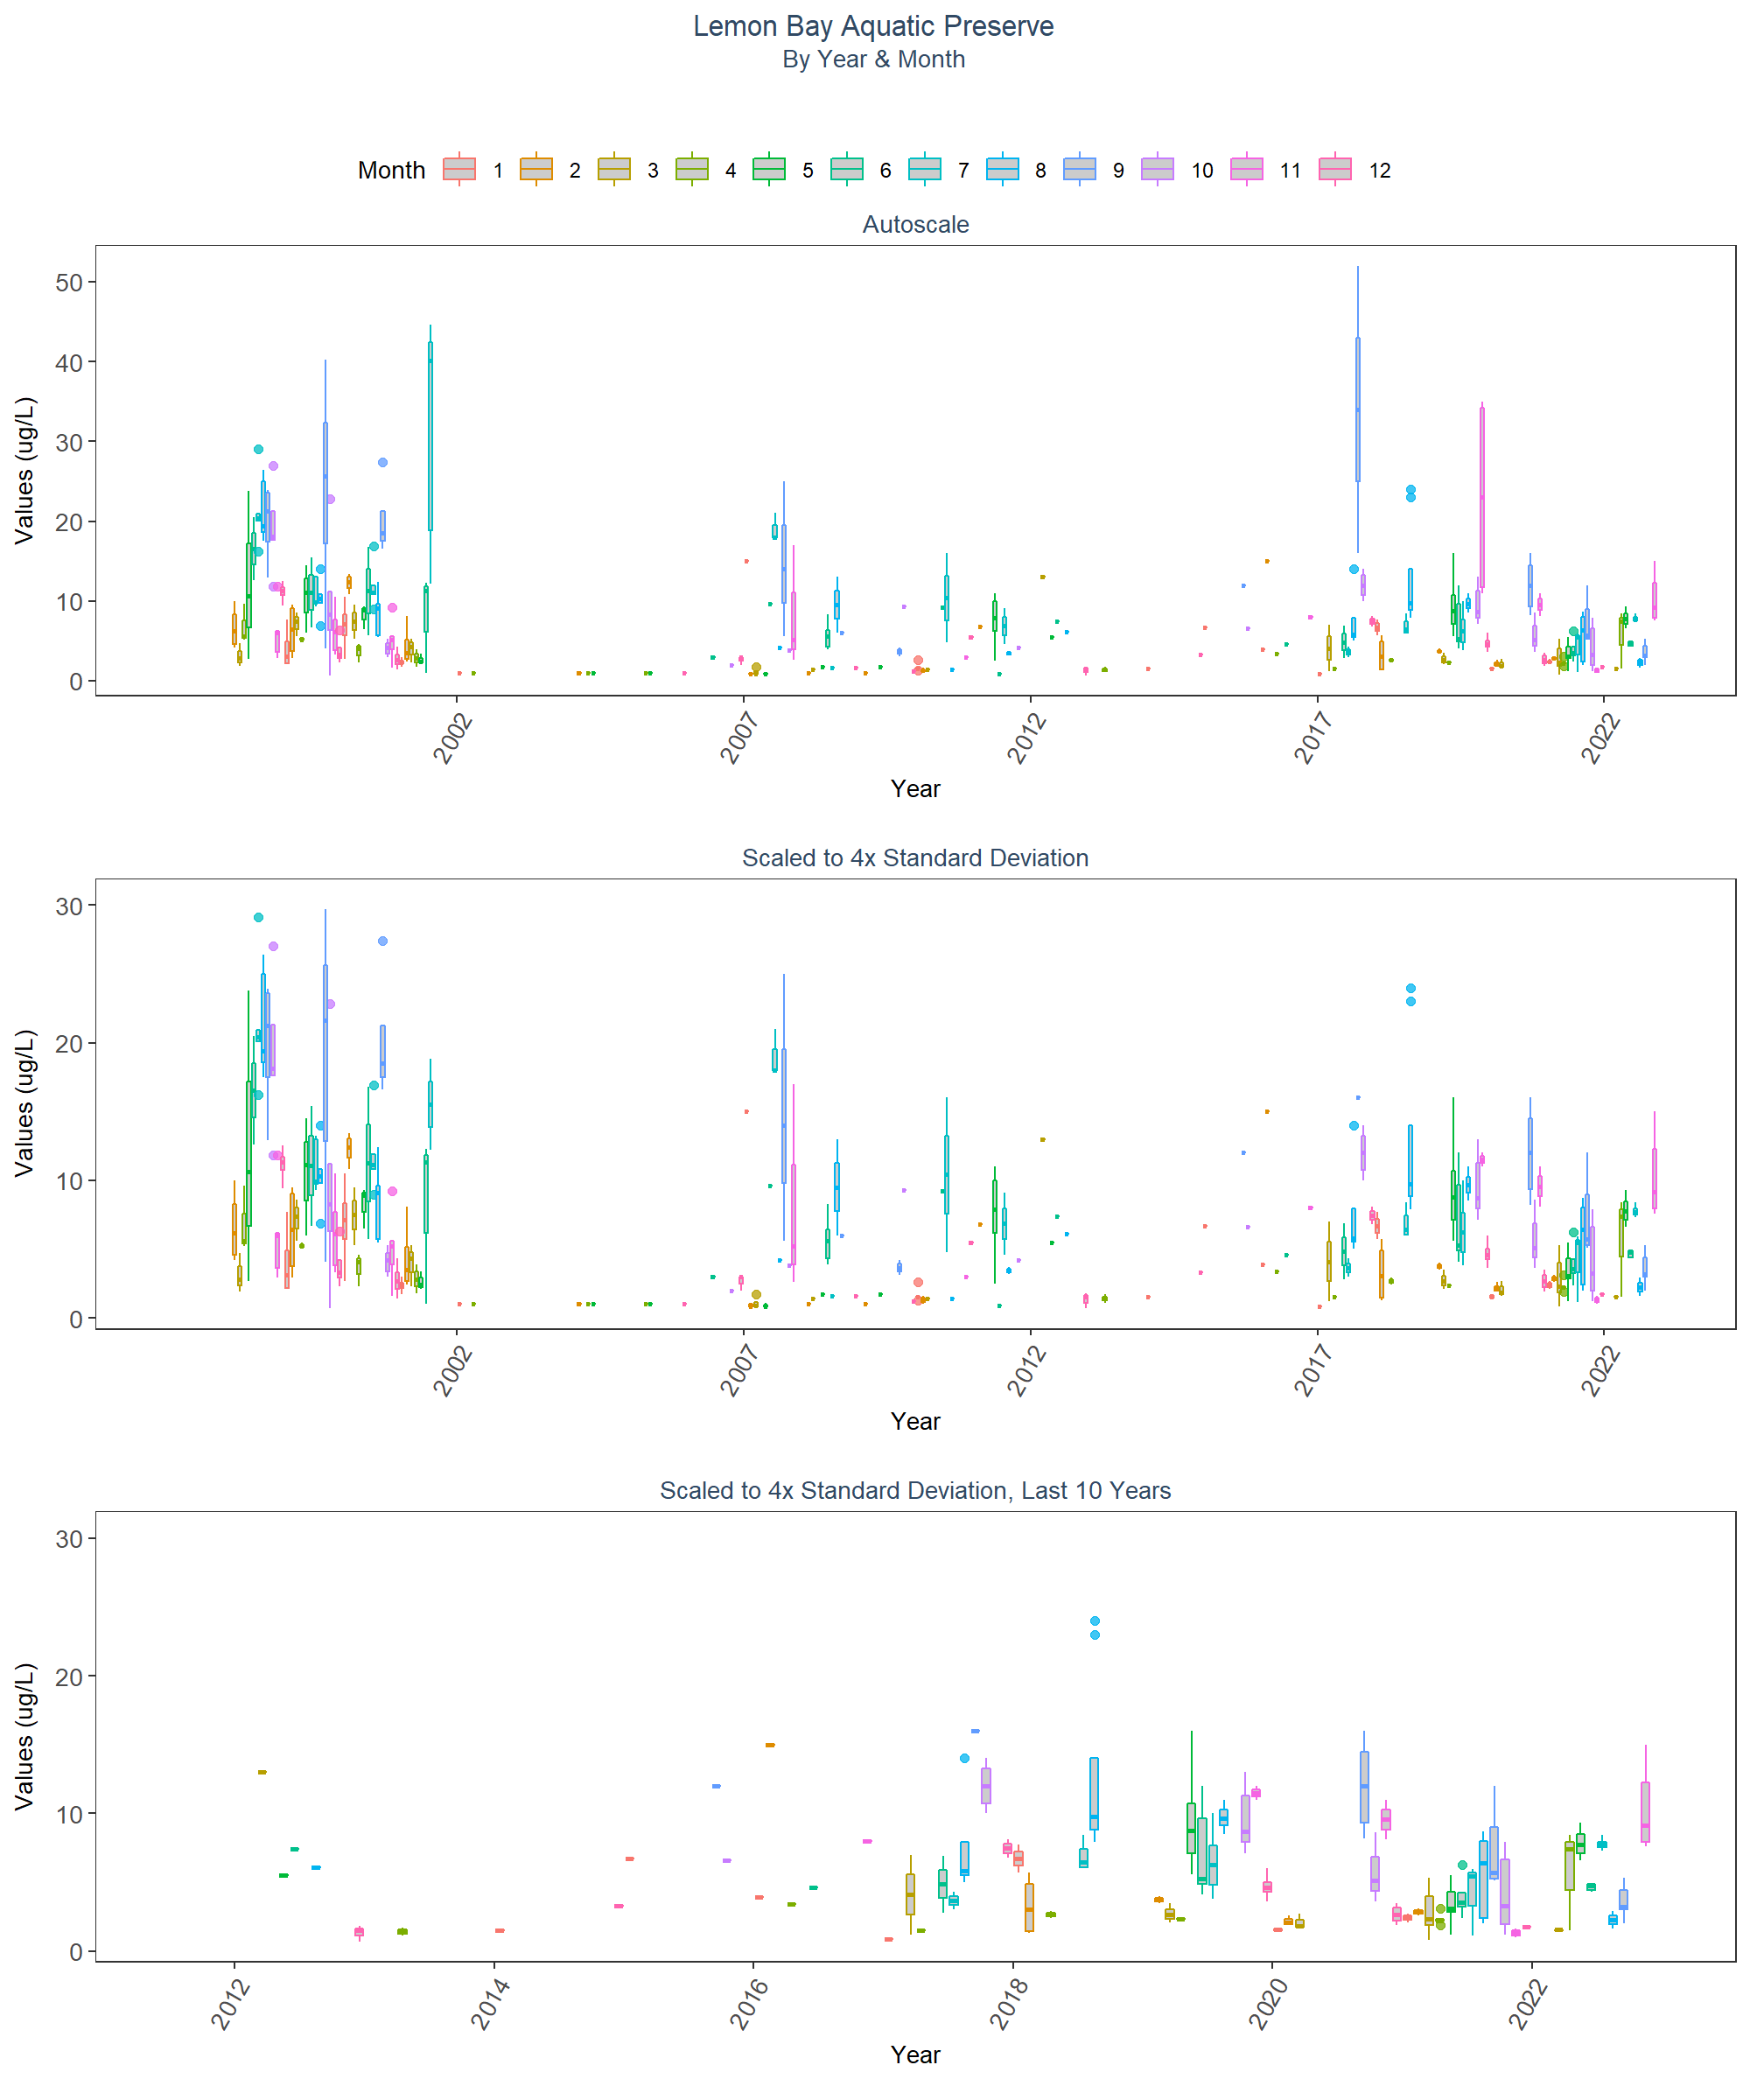 Lemon Bay Aquatic Preserve
By Year & Month
Month 1 2 3 4 5 6 7 8 9 10 11 12
Autoscale
Values (ug/L)
50
40
30
20
10
0
2002 2007 2012 2017 2022
Year
Scaled to 4x Standard Deviation
Values (ug/L)
30
20
10
0
2002 2007 2012 2017 2022
Year
Scaled to 4x Standard Deviation, Last 10 Years
Values (ug/L)
30
20
10
0
2012 2014 2016 2018 2020 2022
Year